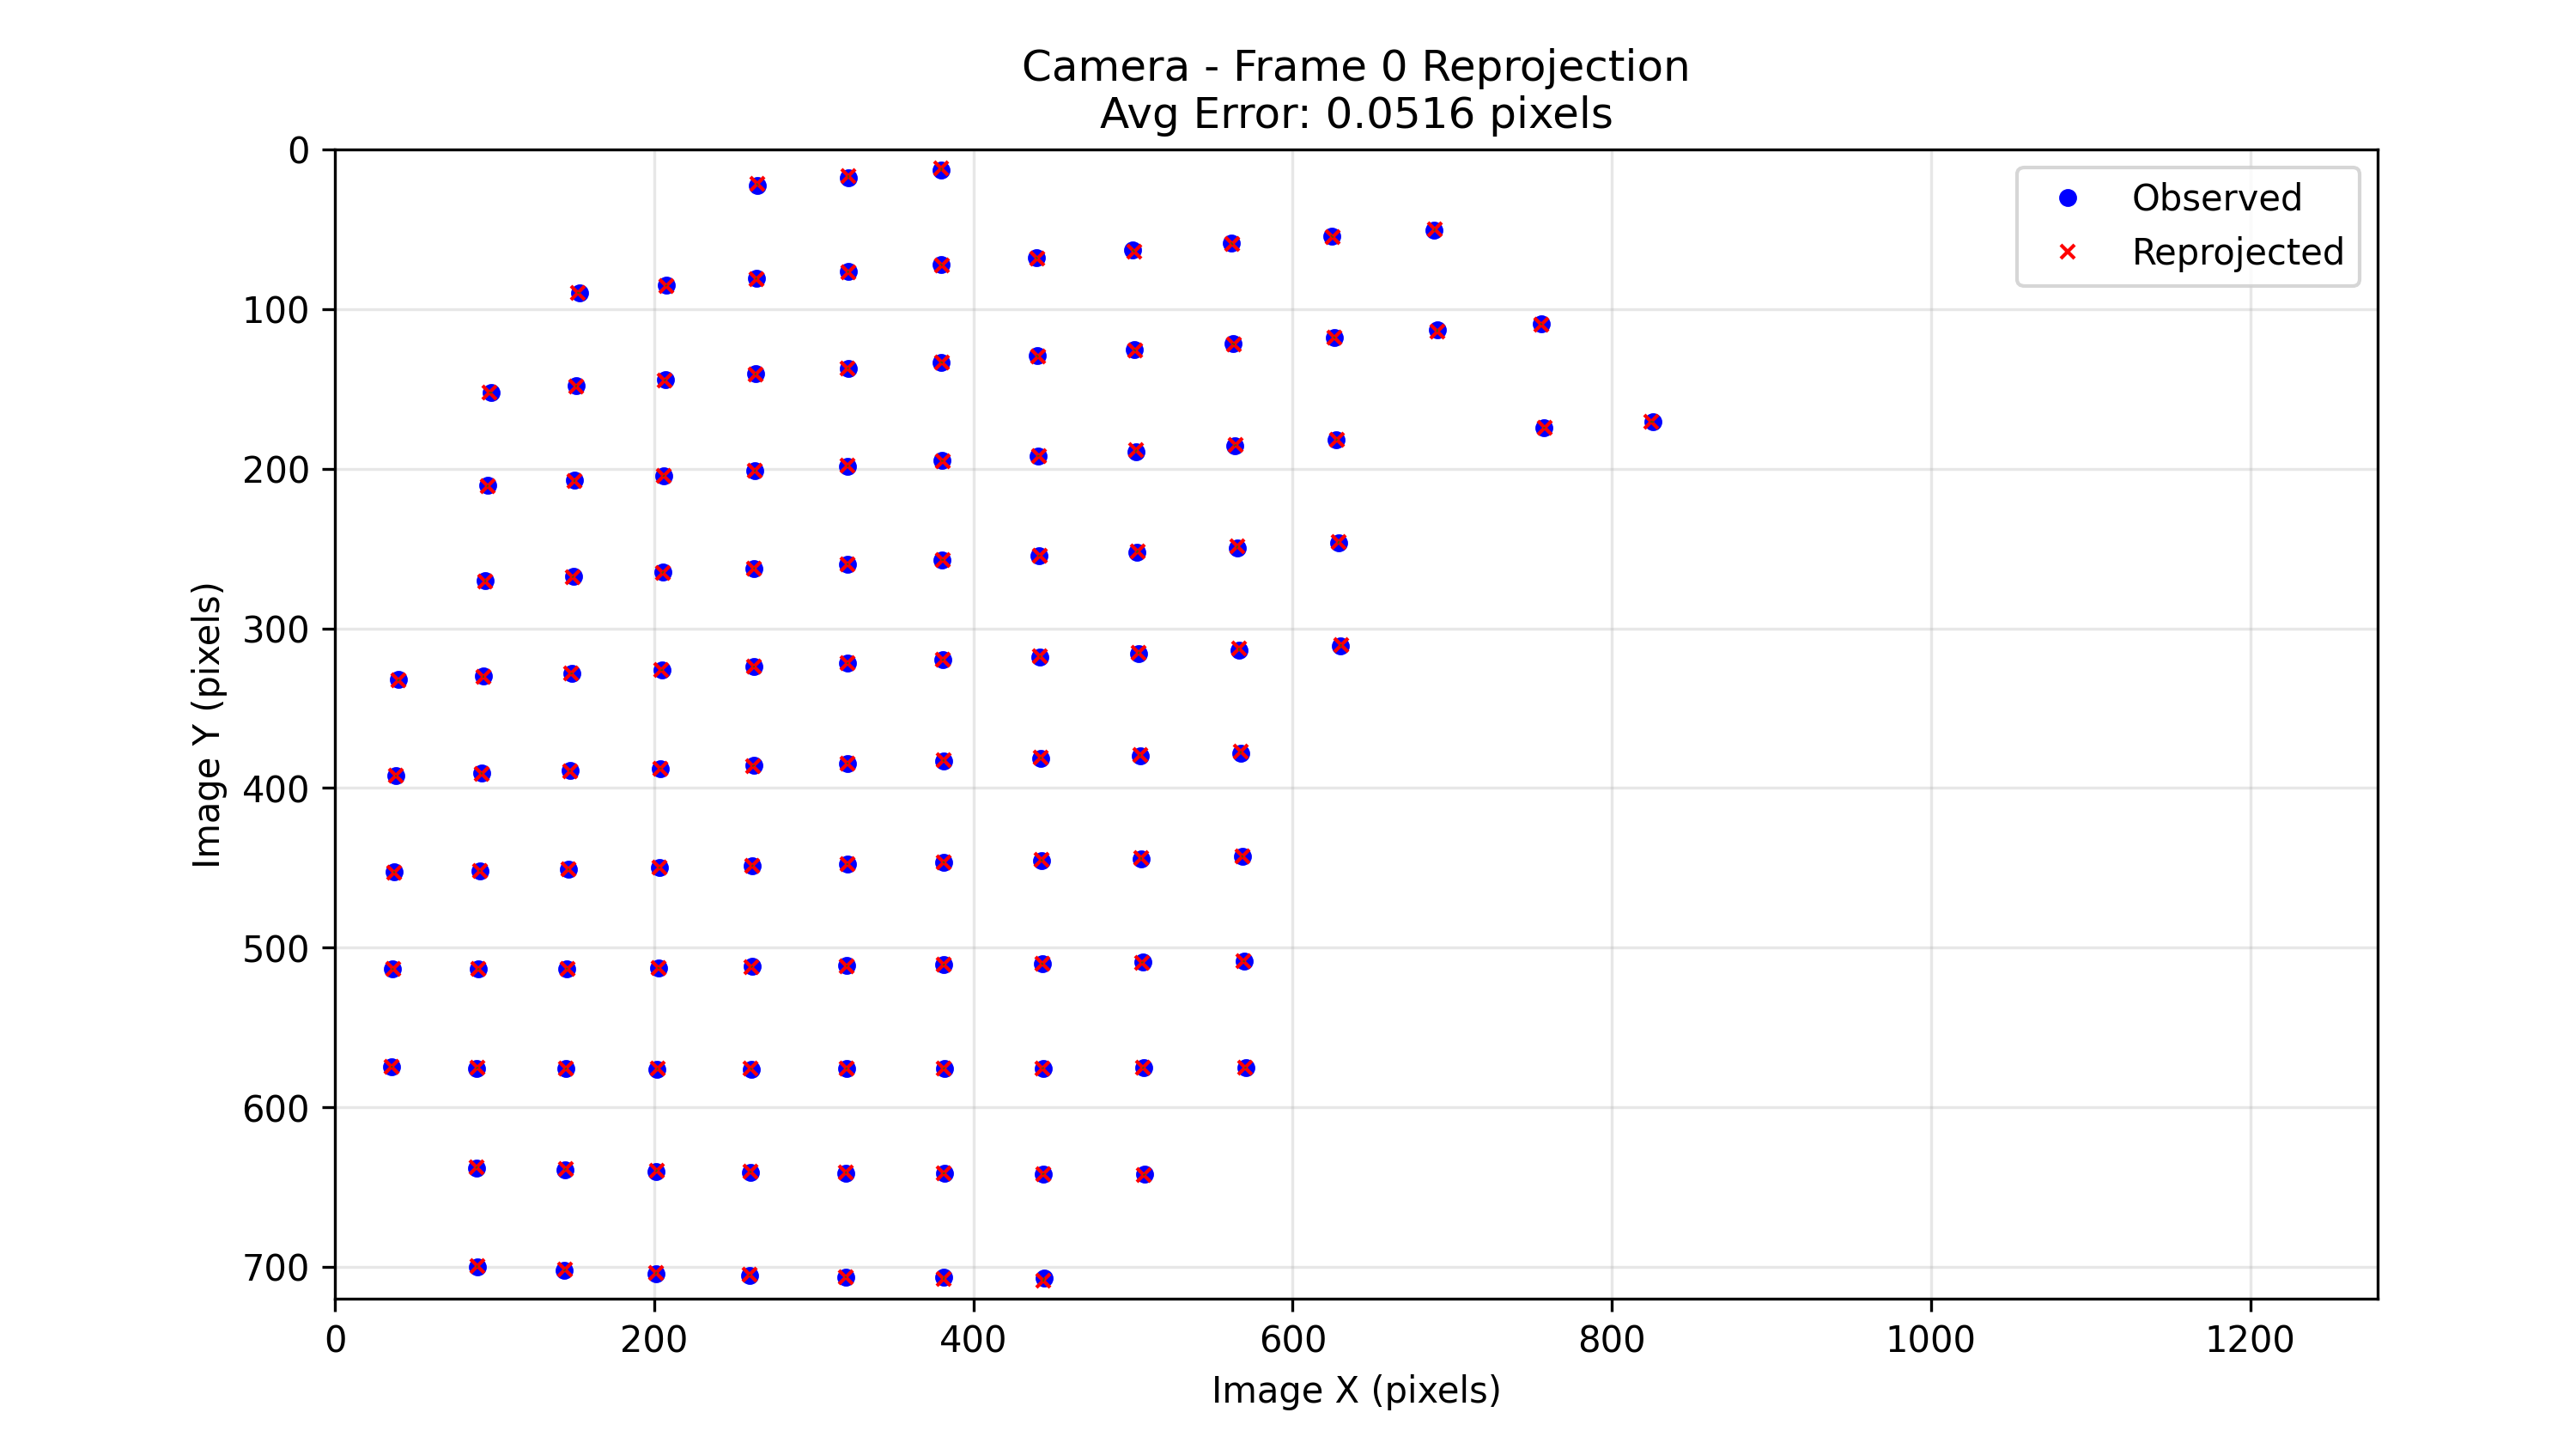 Camera - Frame 0 Reprojection
Avg Error: 0.0516 pixels
Observed
Reprojected
Image Y (pixels)
0
100
200
300
400
500
600
700
0 200 400 600 800 1000 1200
Image X (pixels)